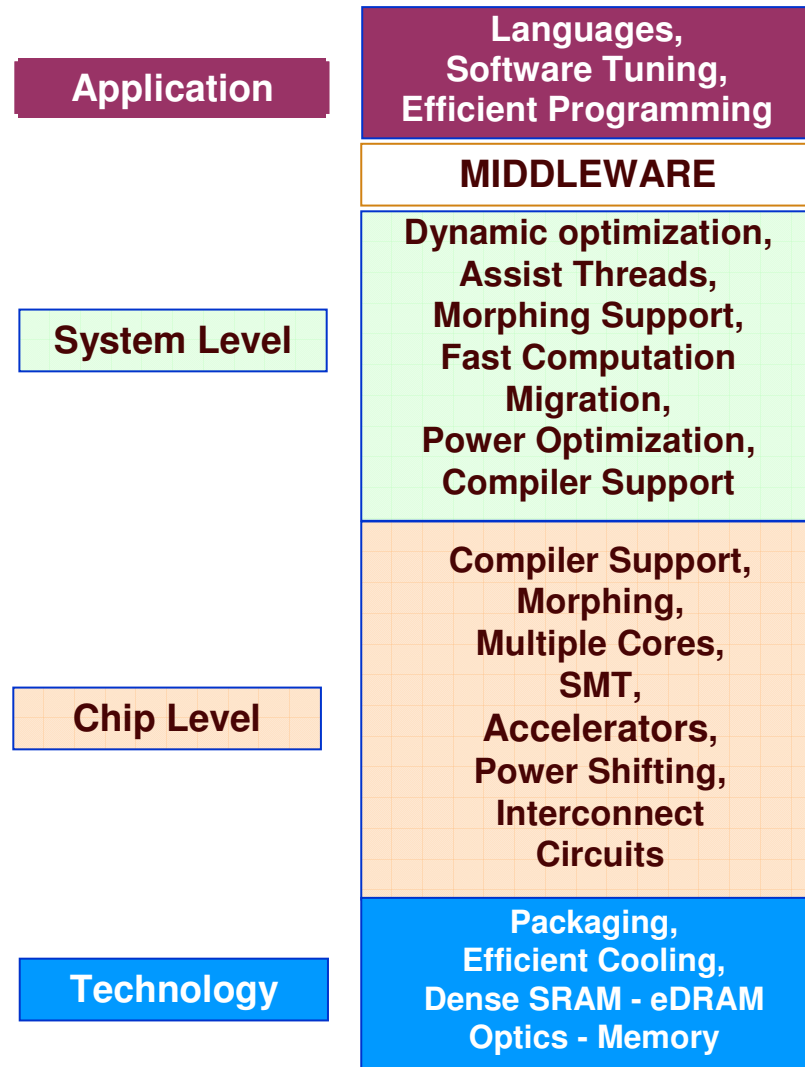 Application
Languages,
Software Tuning,
Efficient Programming
MIDDLEWARE
System Level
Dynamic optimization,
Assist Threads,
Morphing Support,
Fast Computation
Migration,
Power Optimization,
Compiler Support
Chip Level
Compiler Support,
Morphing,
Multiple Cores,
SMT,
Accelerators,
Power Shifting,
Interconnect
Circuits
Technology
Packaging,
Efficient Cooling,
Dense SRAM - eDRAM
Optics - Memory